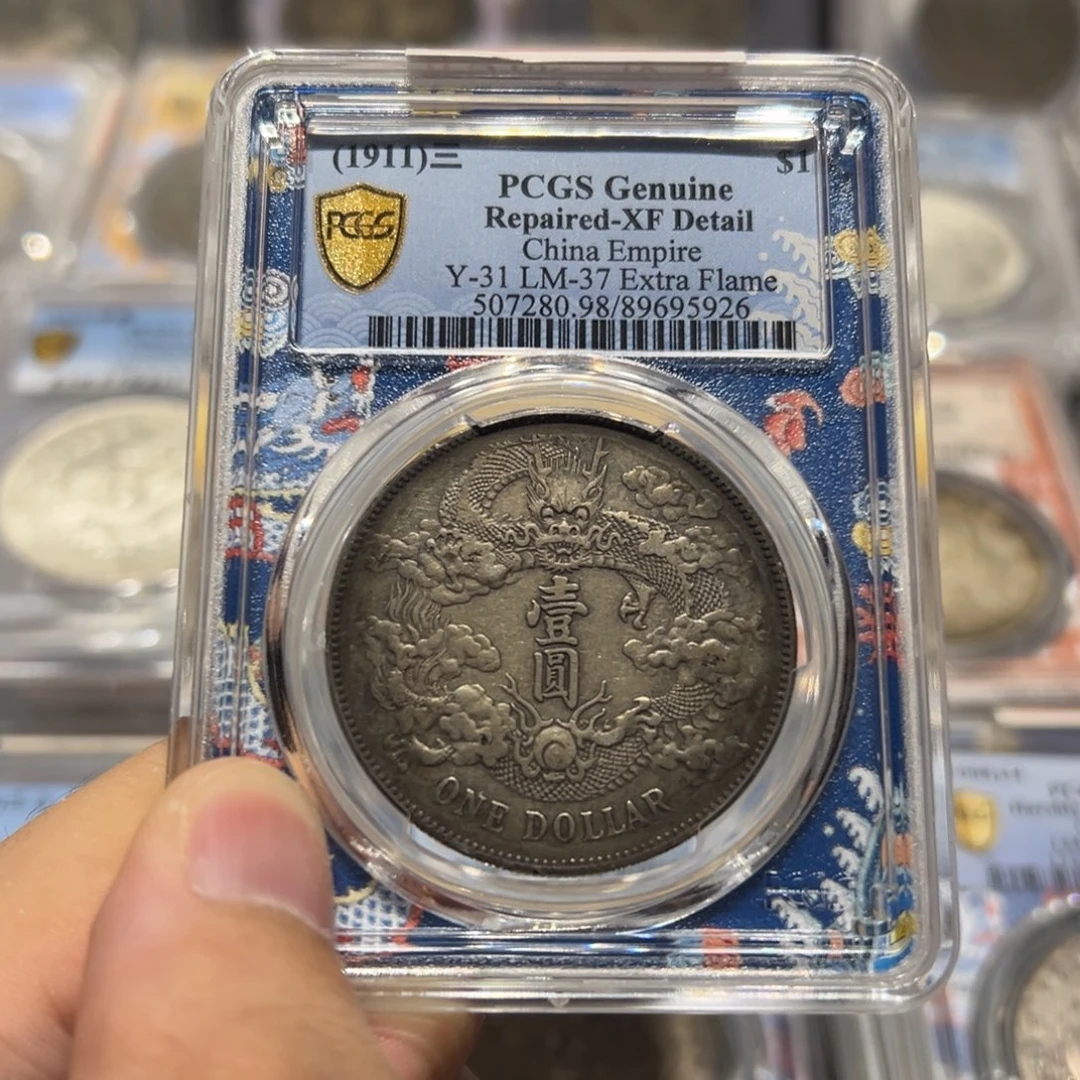 (1911)三 $1
PCGS Genuine
PCGS
Repaired-XF Detail
China Empire
Y-31 LM-37 Extra Flame
507280.98/89695926
壹圓
ONE DOLLAR